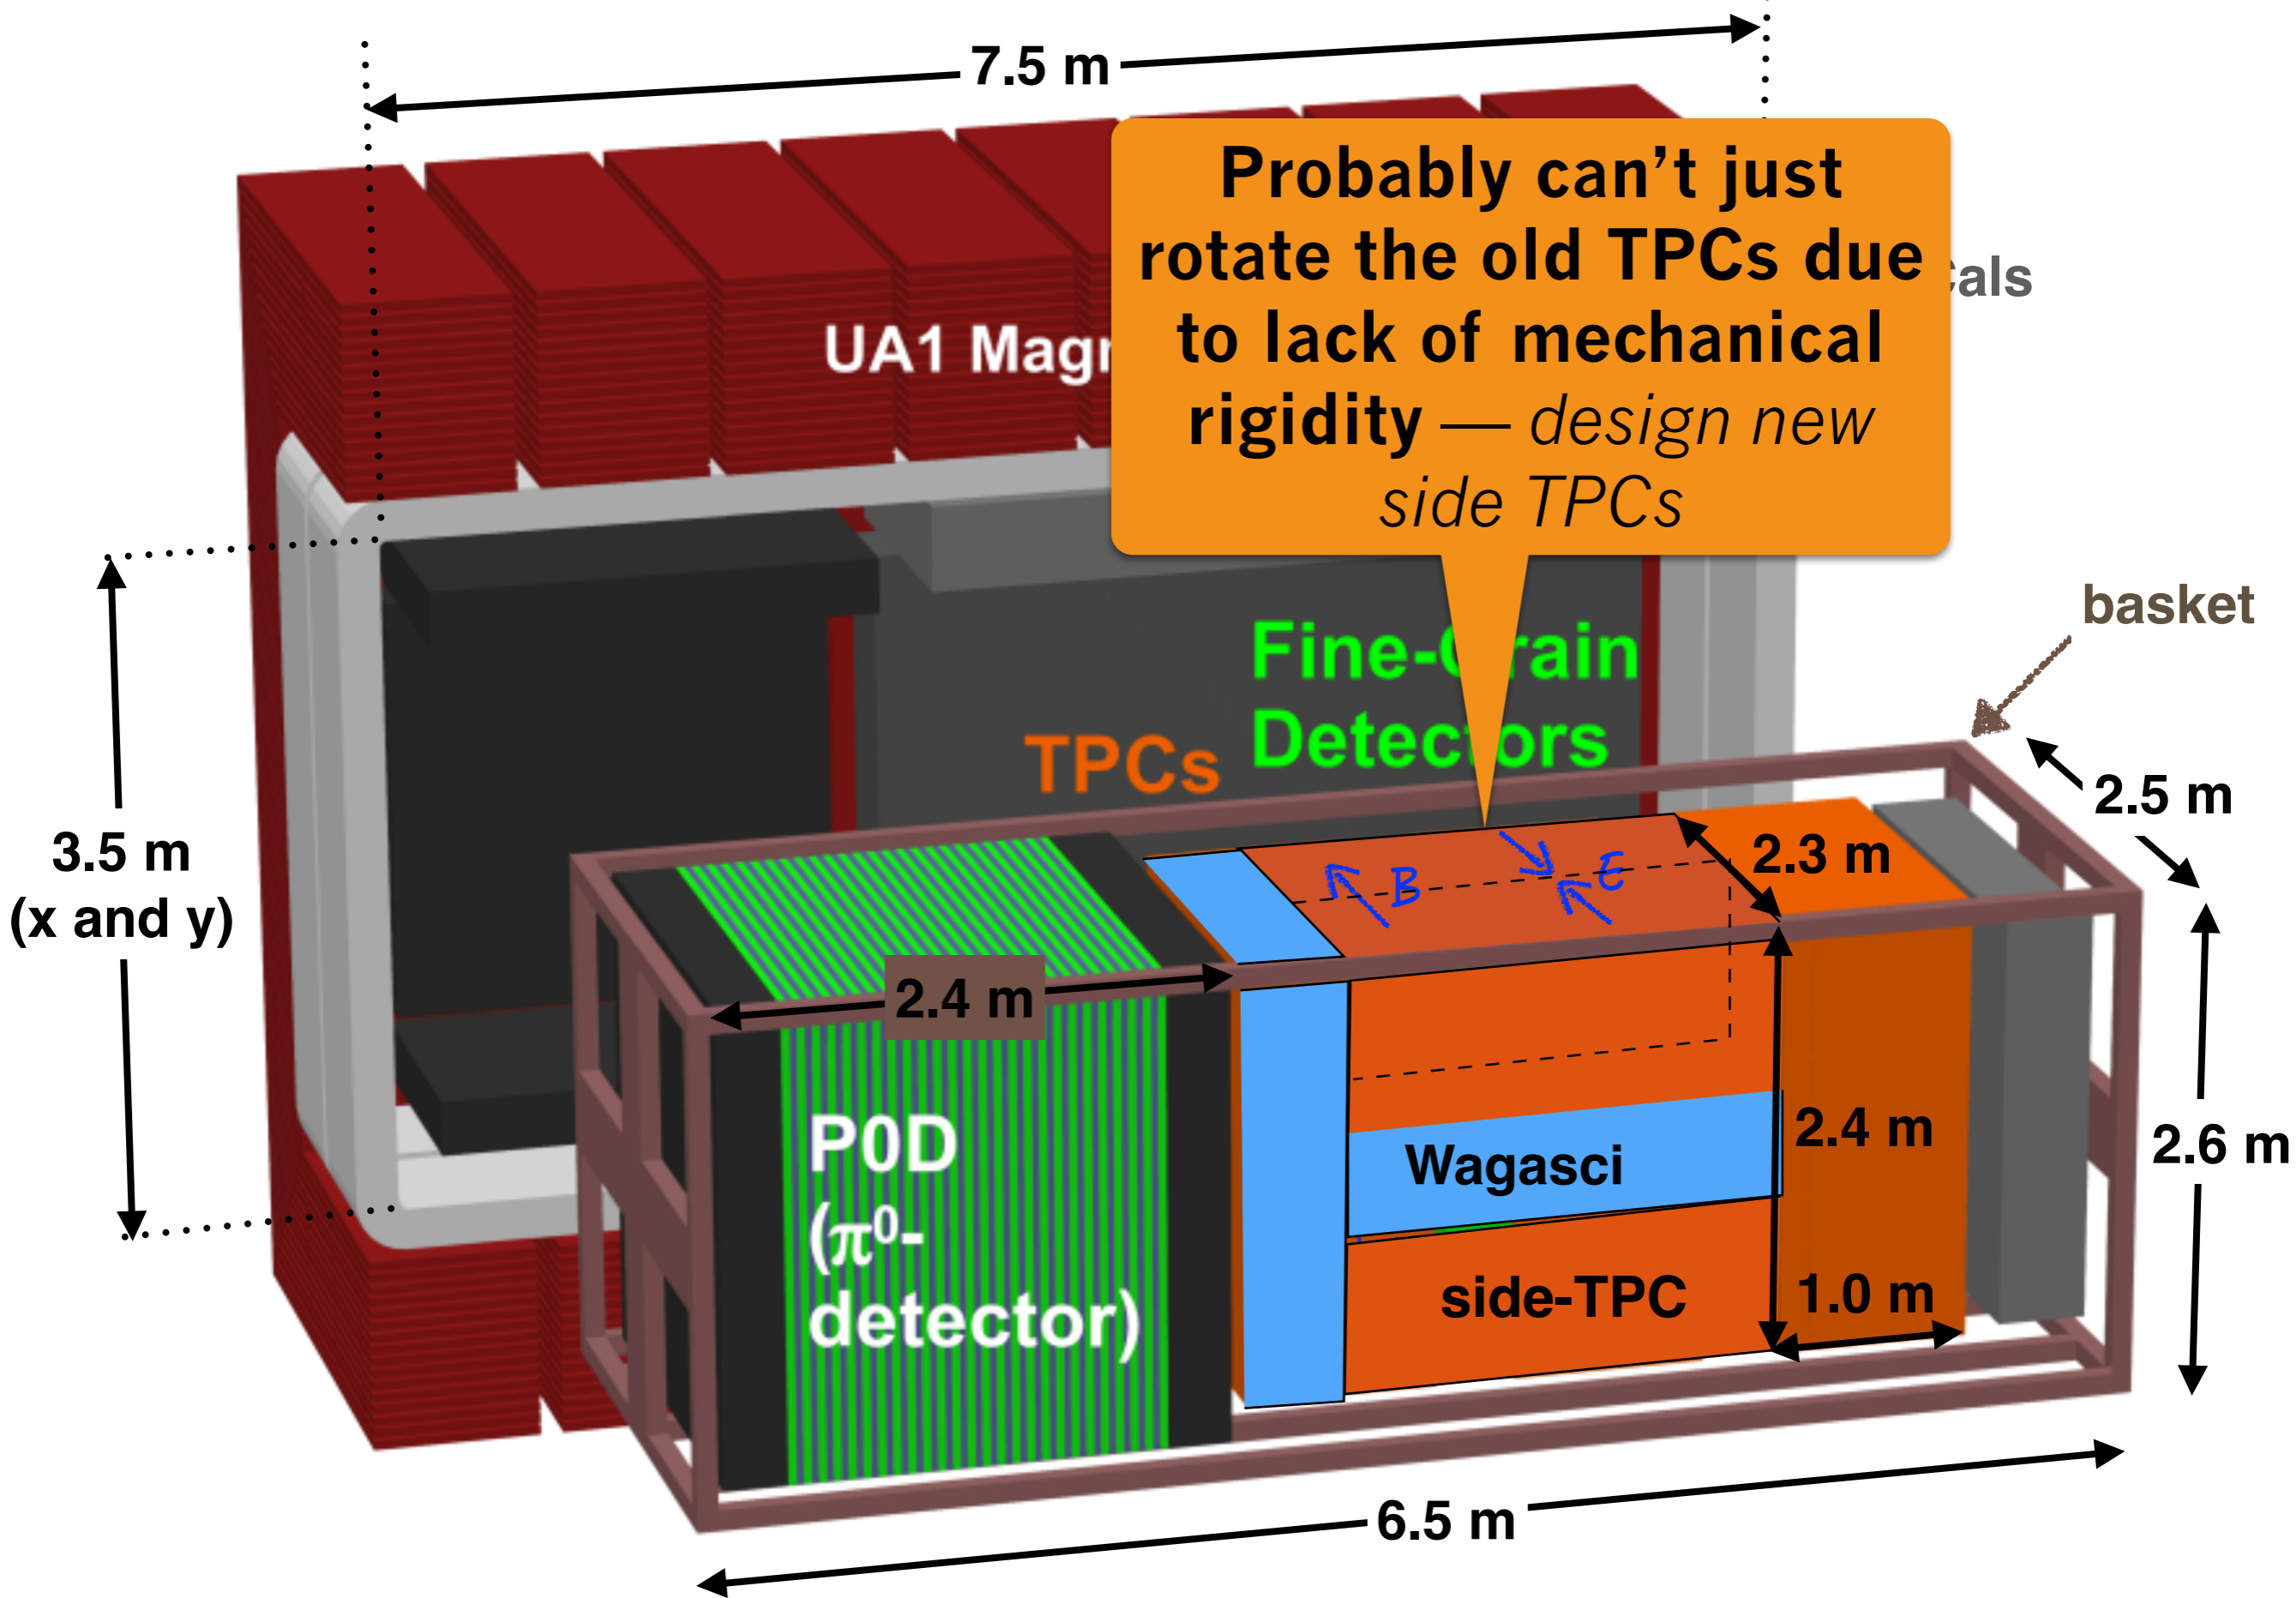 7.5 m
Probably can’t just
rotate the old TPCs due
to lack of mechanical
rigidity — design new
side TPCs
UA1 Magn
Cals
Fine-Grain
Detectors
TPCs
basket
2.5 m
3.5 m
(x and y)
2.3 m
B
E
2.4 m
P0D
(π⁰-
detector)
Wagasci
2.4 m
2.6 m
side-TPC
1.0 m
6.5 m